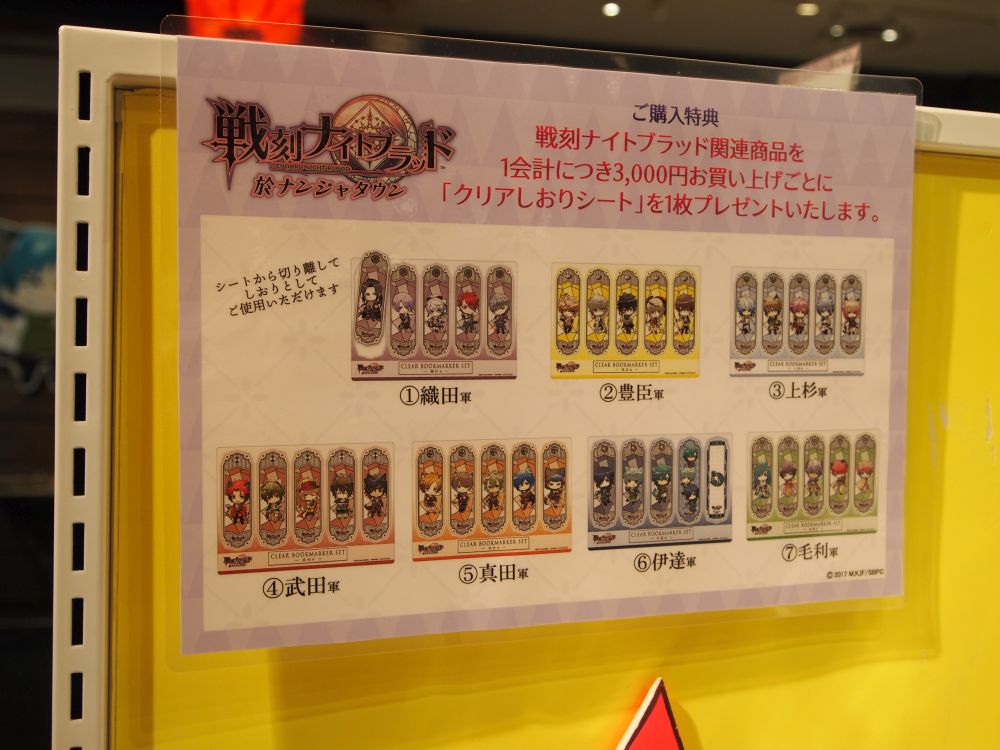 戦刻ナイトブラッド
於ナンジャタウン
ご購入特典
戦刻ナイトブラッド関連商品を
1会計につき3,000円お買い上げごとに
「クリアしおりシート」を1枚プレゼントいたします。
シートから切り離して
しおりとして
ご使用いただけます
CLEAR BOOKMARKER SET
①織田軍
CLEAR BOOKMARKER SET
②豊臣軍
CLEAR BOOKMARKER SET
③上杉軍
CLEAR BOOKMARKER SET
④武田軍
CLEAR BOOKMARKER SET
⑤真田軍
CLEAR BOOKMARKER SET
⑥伊達軍
CLEAR BOOKMARKER SET
⑦毛利軍
©2017 M,KJF/SBPC